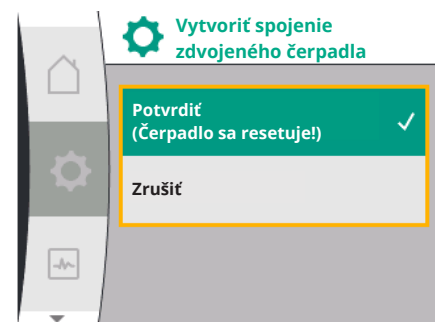 Vytvoriť spojenie
zdvojeného čerpadla
Potvrdiť
(Čerpadlo sa resetuje!)
Zrušiť